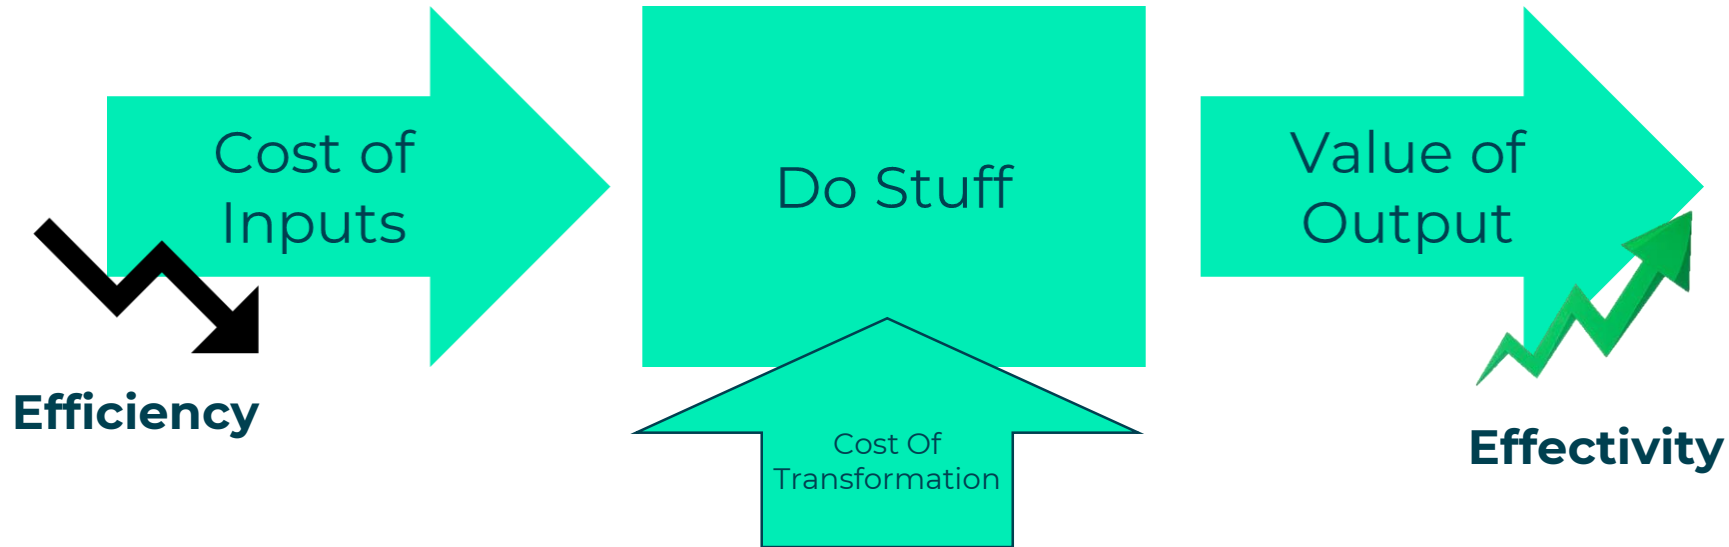 Cost of
Inputs
Efficiency
Do Stuff
Cost Of
Transformation
Value of
Output
Effectivity